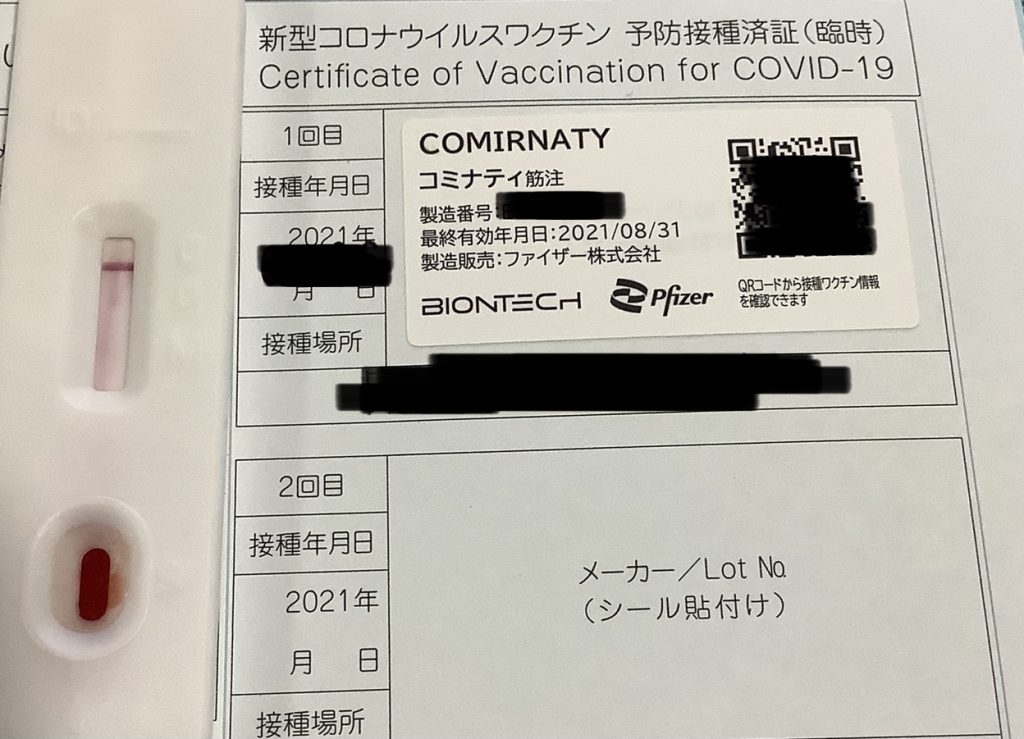 新型コロナウイルスワクチン 予防接種済証(臨時)
Certificate of Vaccination for COVID-19
1回目
接種年月日
2021年
月 日
接種場所
COMIRNATY
コミナティ筋注
製造番号:
最終有効年月日:2021/08/31
製造販売:ファイザー株式会社
BIONTECH Pfizer
QRコードから接種ワクチン情報
を確認できます
2回目
接種年月日
2021年
月 日
接種場所
メーカー/Lot No
(シール貼付け)